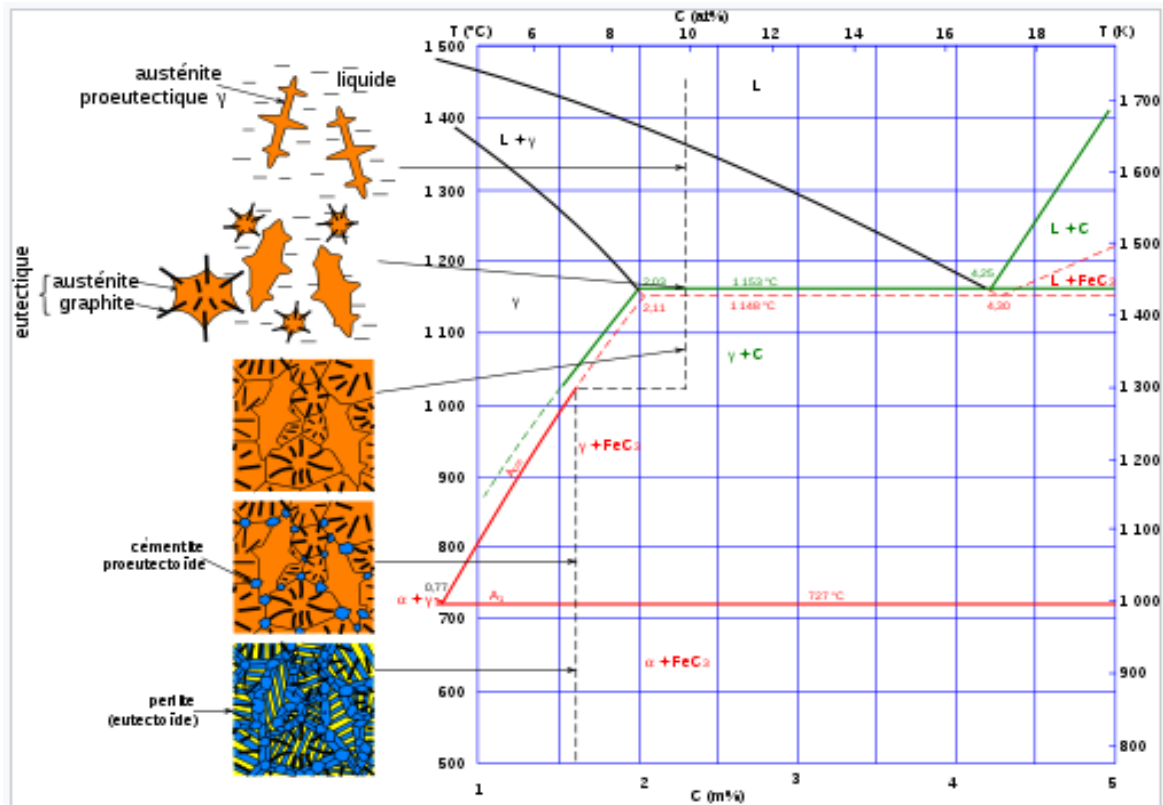 C (at%)
T (°C) 6 8 10 12 14 16 18 T (K)
1 500
austénite
proeutectique γ
liquide
L
1 700
1 400
L + γ
1 600
1 300
L + C
eutectique
austénite
graphite
1 200
1 500
4,25
2,03
1 153 °C
L + FeC3
γ
2,11
1 148 °C
4,30
1 400
1 100
γ + C
1 300
1 000
γ + FeC3
1 200
900
1 100
cémentite
proeutectoïde
800
0,77
α + γ
A1
727 °C
1 000
700
α + FeC3
900
perlite
(eutectoïde)
600
800
500
1 2 3 4 5
C (m%)